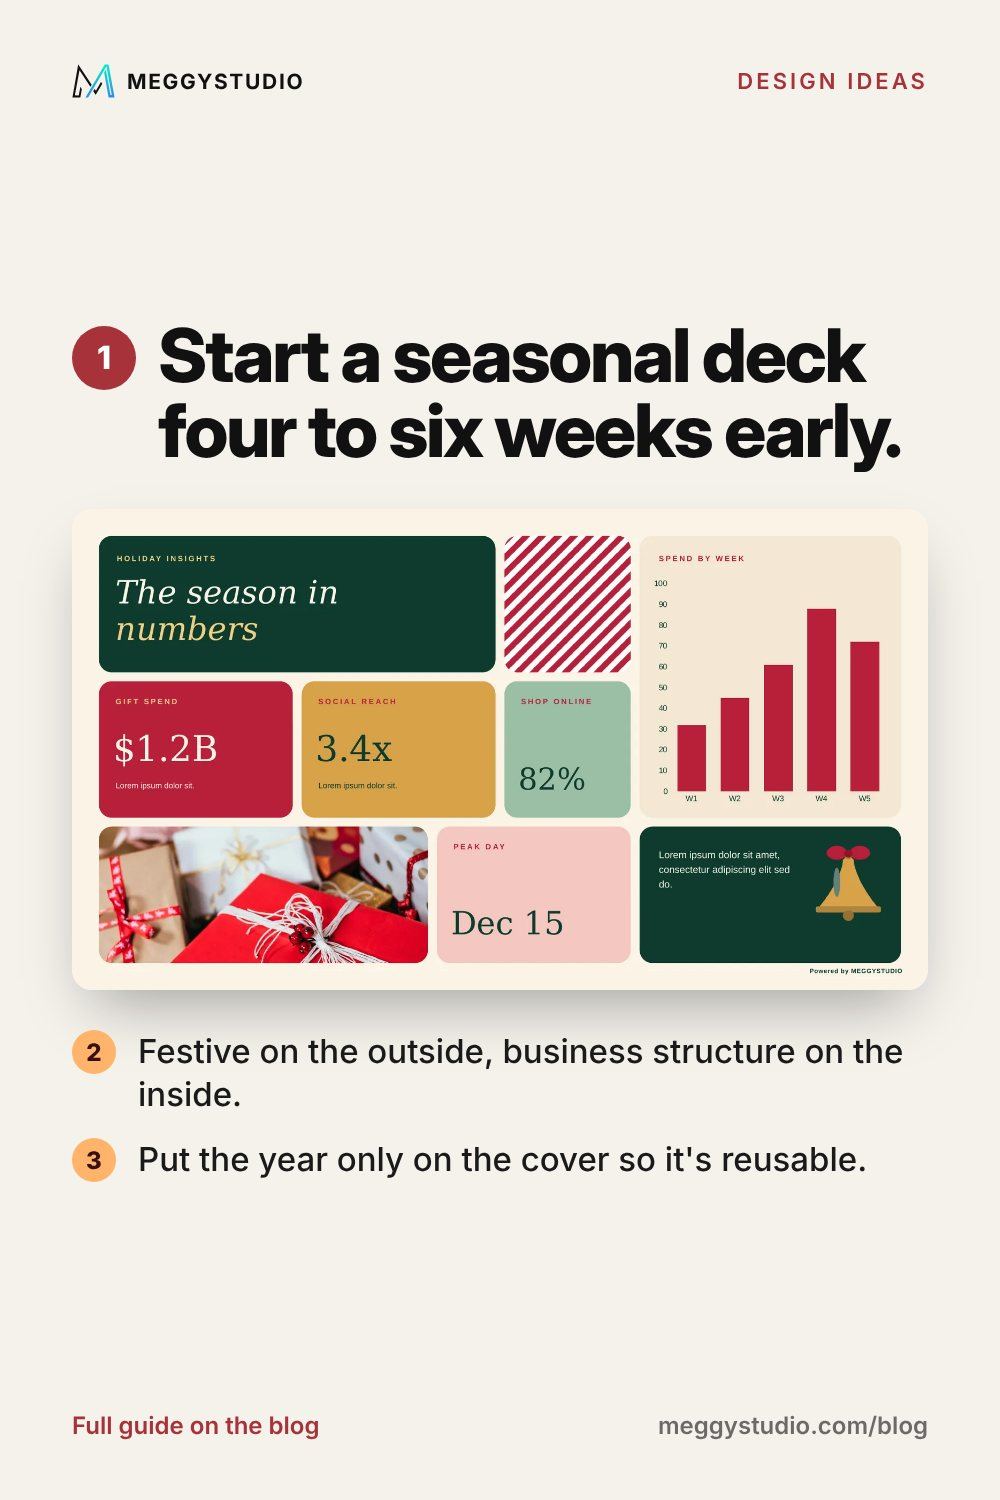 MEGGYSTUDIO
DESIGN IDEAS
1
Start a seasonal deck
four to six weeks early.
HOLIDAY INSIGHTS
The season in
numbers
SPEND BY WEEK
100
90
80
70
60
50
40
30
20
10
0
W1 W2 W3 W4 W5
GIFT SPEND
$1.2B
Lorem ipsum dolor sit.
SOCIAL REACH
3.4x
Lorem ipsum dolor sit.
SHOP ONLINE
82%
PEAK DAY
Dec 15
Lorem ipsum dolor sit amet,
consectetur adipiscing elit sed
do.
Powered by MEGGYSTUDIO
2
Festive on the outside, business structure on the
inside.
3
Put the year only on the cover so it's reusable.
Full guide on the blog
meggystudio.com/blog